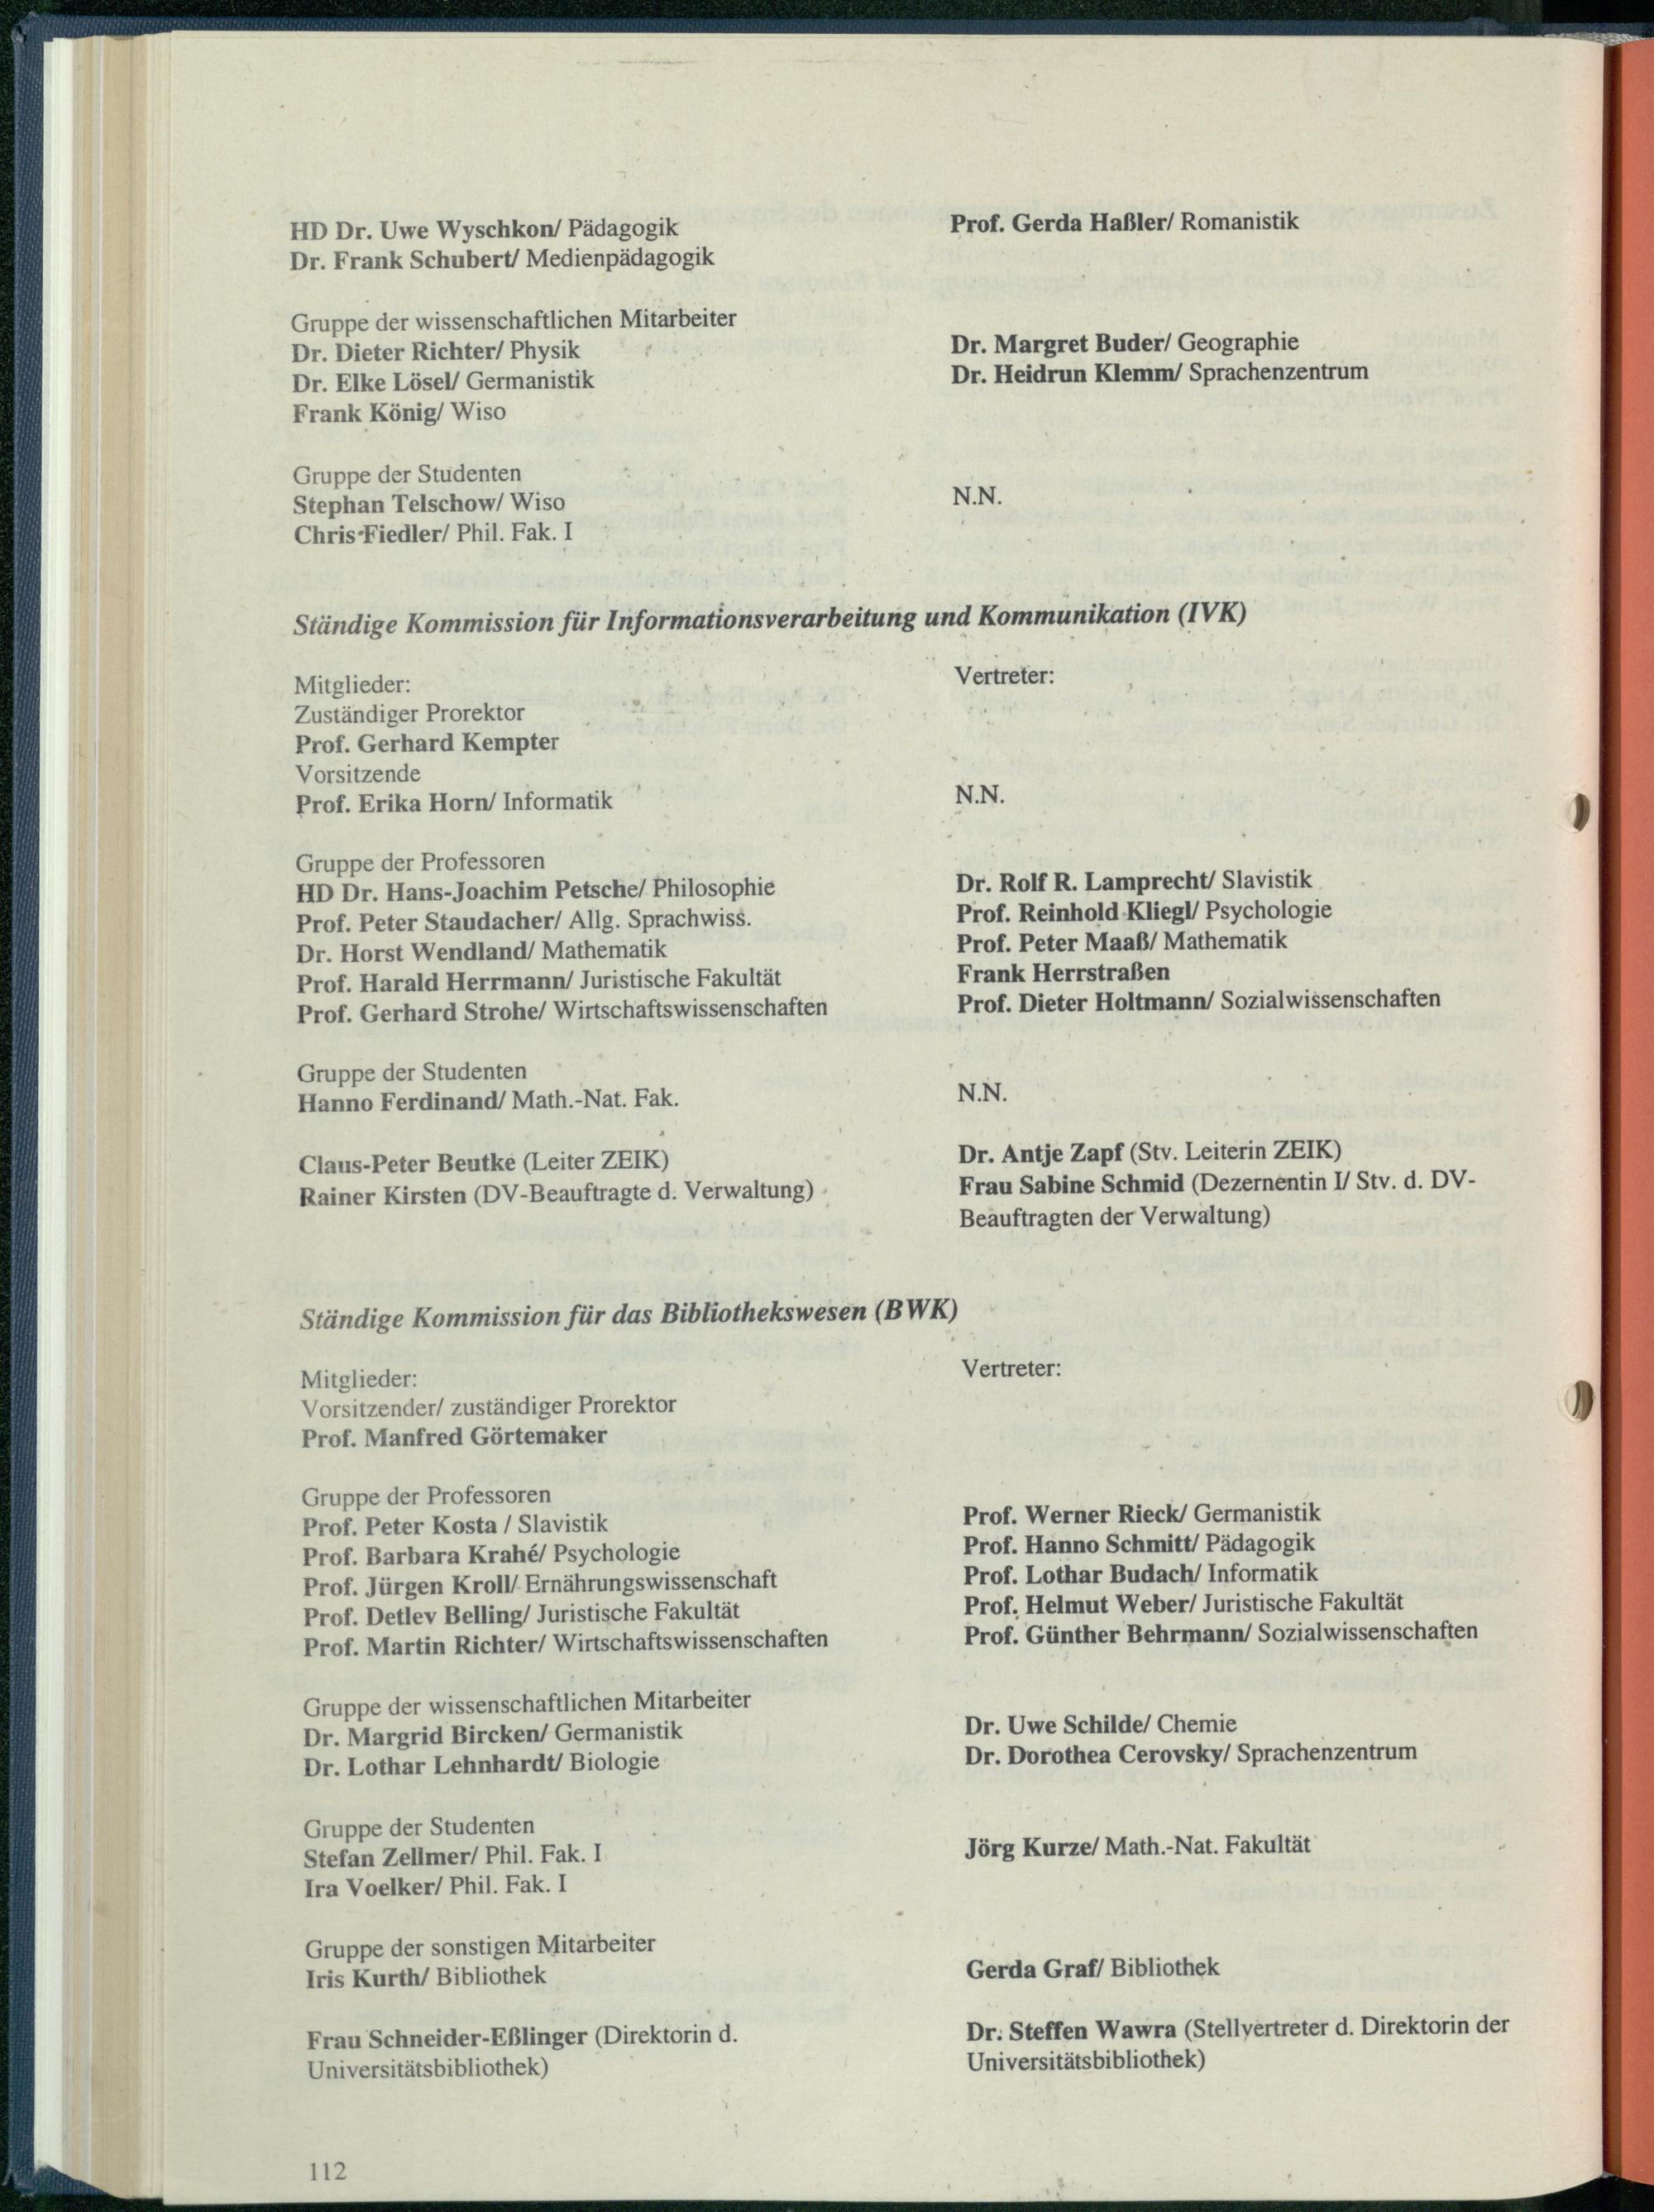 HD Dr. Uwe Wyschkon/ Pädagogik
Dr. Frank Schubert/ Medienpädagogik
Prof. Gerda Haßler/ Romanistik
Gruppe der wissenschaftlichen Mitarbeiter
Dr. Dieter Richter/ Physik
Dr. Elke Lösel/ Germanistik
Frank König/ Wiso
Dr. Margret Buder/ Geographie
Dr. Heidrun Klemm/ Sprachenzentrum
Gruppe der Studenten
Stephan Telschow/ Wiso
Chris Fiedler/ Phil. Fak. I
N.N.
Ständige Kommission für Informationsverarbeitung und Kommunikation (IVK)
Mitglieder:
Zuständiger Prorektor
Prof. Gerhard Kempter
Vorsitzende
Prof. Erika Horn/ Informatik
Vertreter:
N.N.
Gruppe der Professoren
HD Dr. Hans-Joachim Petsche/ Philosophie
Prof. Peter Staudacher/ Allg. Sprachwiss.
Dr. Horst Wendland/ Mathematik
Prof. Harald Herrmann/ Juristische Fakultät
Prof. Gerhard Strohe/ Wirtschaftswissenschaften
Dr. Rolf R. Lamprecht/ Slavistik
Prof. Reinhold Kliegl/ Psychologie
Prof. Peter Maaß/ Mathematik
Frank Herrstraßen
Prof. Dieter Holtmann/ Sozialwissenschaften
Gruppe der Studenten
Hanno Ferdinand/ Math.-Nat. Fak.
N.N.
Claus-Peter Beutke (Leiter ZEIK)
Rainer Kirsten (DV-Beauftragte d. Verwaltung)
Dr. Antje Zapf (Stv. Leiterin ZEIK)
Frau Sabine Schmid (Dezernentin I/ Stv. d. DV-
Beauftragten der Verwaltung)
Ständige Kommission für das Bibliothekswesen (BWK)
Mitglieder:
Vorsitzender/ zuständiger Prorektor
Prof. Manfred Görtemaker
Vertreter:
Gruppe der Professoren
Prof. Peter Kosta / Slavistik
Prof. Barbara Krahé/ Psychologie
Prof. Jürgen Kroll/ Ernährungswissenschaft
Prof. Detlev Belling/ Juristische Fakultät
Prof. Martin Richter/ Wirtschaftswissenschaften
Prof. Werner Rieck/ Germanistik
Prof. Hanno Schmitt/ Pädagogik
Prof. Lothar Budach/ Informatik
Prof. Helmut Weber/ Juristische Fakultät
Prof. Günther Behrmann/ Sozialwissenschaften
Gruppe der wissenschaftlichen Mitarbeiter
Dr. Margrid Bircken/ Germanistik
Dr. Lothar Lehnhardt/ Biologie
Dr. Uwe Schilde/ Chemie
Dr. Dorothea Cerovsky/ Sprachenzentrum
Gruppe der Studenten
Stefan Zellmer/ Phil. Fak. I
Ira Voelker/ Phil. Fak. I
Jörg Kurze/ Math.-Nat. Fakultät
Gruppe der sonstigen Mitarbeiter
Iris Kurth/ Bibliothek
Gerda Graf/ Bibliothek
Frau Schneider-Eßlinger (Direktorin d.
Universitätsbibliothek)
Dr. Steffen Wawra (Stellvertreter d. Direktorin der
Universitätsbibliothek)
112